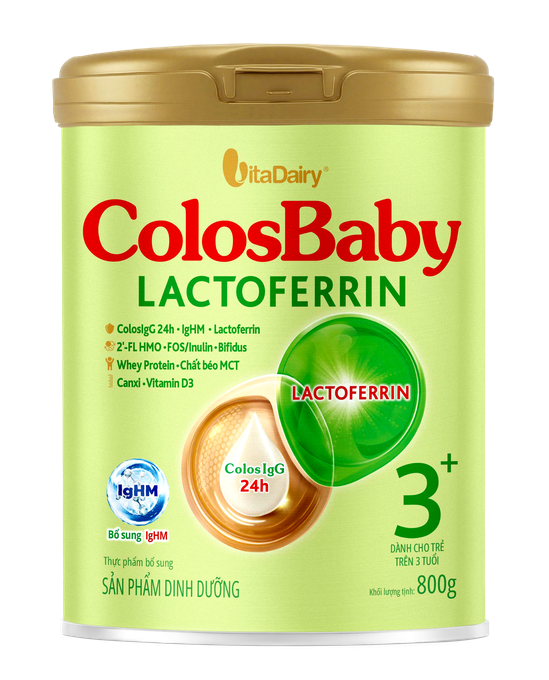 VitaDairy®
ColosBaby
LACTOFERRIN
ColosIgG 24h • IgHM • Lactoferrin
2'-FL HMO • FOS/Inulin • Bifidus
Whey Protein • Chất béo MCT
Canxi • Vitamin D3
LACTOFERRIN
ColosIgG
24h
IgHM
Bổ sung IgHM
3+
DÀNH CHO TRẺ
TRÊN 3 TUỔI
Thực phẩm bổ sung
SẢN PHẨM DINH DƯỠNG
Khối lượng tịnh: 800g